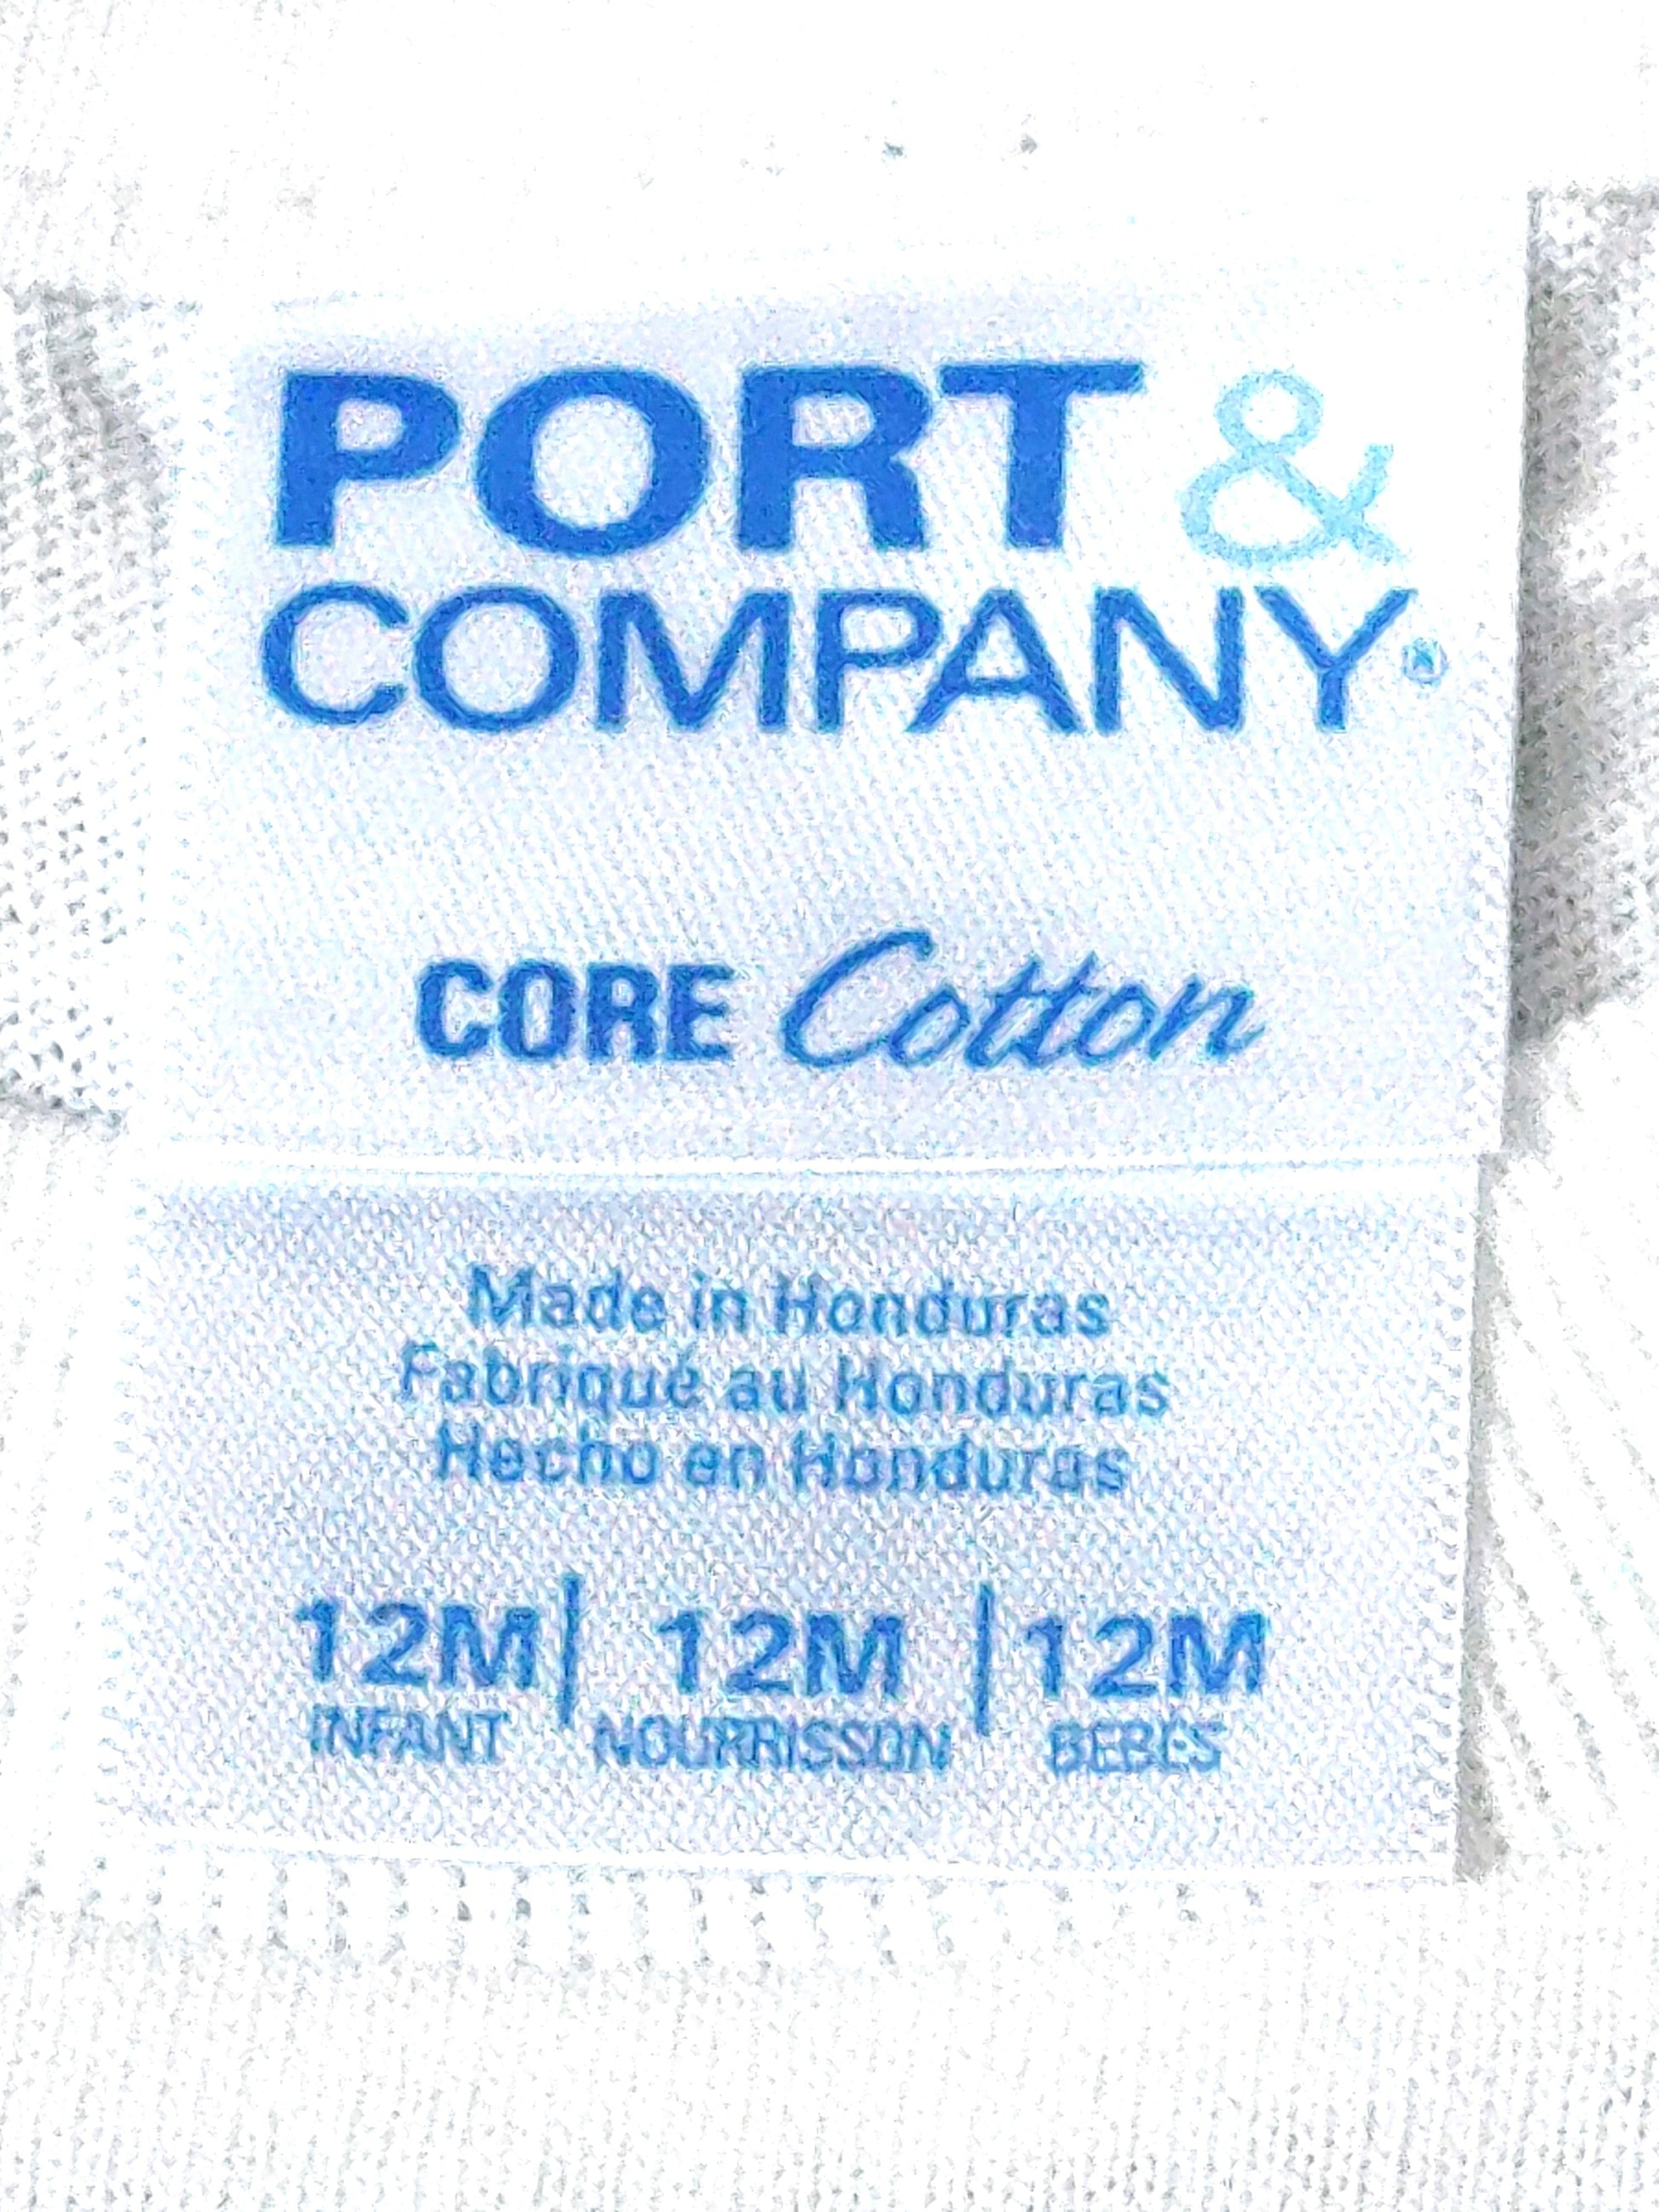 PORT &
COMPANY®
CORE Cotton
Made in Honduras
Fabriqué au Honduras
Hecho en Honduras
12M | 12M | 12M
INFANT NOURRISSON BEBES